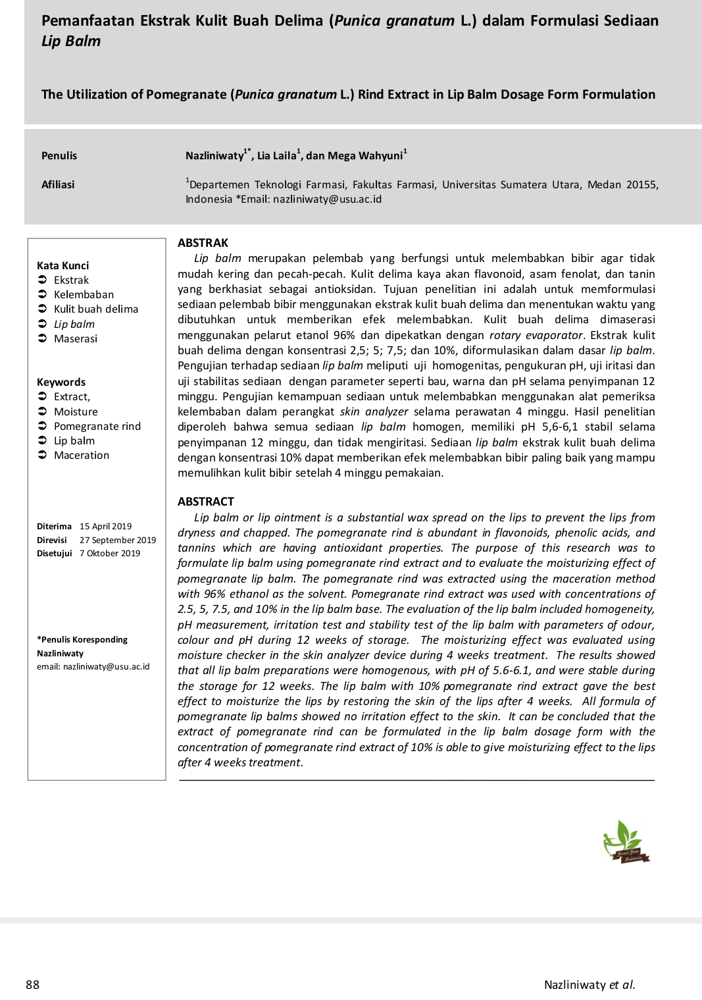 Pemanfaatan Ekstrak Kulit Buah Delima (Punica granatum L.) dalam Formulasi Sediaan
Lip Balm
The Utilization of Pomegranate (Punica granatum L.) Rind Extract in Lip Balm Dosage Form Formulation
Penulis
Nazliniwaty1*, Lia Laila1, dan Mega Wahyuni1
Afiliasi
1Departemen Teknologi Farmasi, Fakultas Farmasi, Universitas Sumatera Utara, Medan 20155,
Indonesia *Email: nazliniwaty@usu.ac.id
Kata Kunci
➲ Ekstrak
➲ Kelembaban
➲ Kulit buah delima
➲ Lip balm
➲ Maserasi
Keywords
➲ Extract,
➲ Moisture
➲ Pomegranate rind
➲ Lip balm
➲ Maceration
Diterima 15 April 2019
Direvisi 27 September 2019
Disetujui 7 Oktober 2019
*Penulis Koresponding
Nazliniwaty
email: nazliniwaty@usu.ac.id
ABSTRAK
Lip balm merupakan pelembab yang berfungsi untuk melembabkan bibir agar tidak
mudah kering dan pecah-pecah. Kulit delima kaya akan flavonoid, asam fenolat, dan tanin
yang berkhasiat sebagai antioksidan. Tujuan penelitian ini adalah untuk memformulasi
sediaan pelembab bibir menggunakan ekstrak kulit buah delima dan menentukan waktu yang
dibutuhkan untuk memberikan efek melembabkan. Kulit buah delima dimaserasi
menggunakan pelarut etanol 96% dan dipekatkan dengan rotary evaporator. Ekstrak kulit
buah delima dengan konsentrasi 2,5; 5; 7,5; dan 10%, diformulasikan dalam dasar lip balm.
Pengujian terhadap sediaan lip balm meliputi uji homogenitas, pengukuran pH, uji iritasi dan
uji stabilitas sediaan dengan parameter seperti bau, warna dan pH selama penyimpanan 12
minggu. Pengujian kemampuan sediaan untuk melembabkan menggunakan alat pemeriksa
kelembaban dalam perangkat skin analyzer selama perawatan 4 minggu. Hasil penelitian
diperoleh bahwa semua sediaan lip balm homogen, memiliki pH 5,6-6,1 stabil selama
penyimpanan 12 minggu, dan tidak mengiritasi. Sediaan lip balm ekstrak kulit buah delima
dengan konsentrasi 10% dapat memberikan efek melembabkan bibir paling baik yang mampu
memulihkan kulit bibir setelah 4 minggu pemakaian.
ABSTRACT
Lip balm or lip ointment is a substantial wax spread on the lips to prevent the lips from
dryness and chapped. The pomegranate rind is abundant in flavonoids, phenolic acids, and
tannins which are having antioxidant properties. The purpose of this research was to
formulate lip balm using pomegranate rind extract and to evaluate the moisturizing effect of
pomegranate lip balm. The pomegranate rind was extracted using the maceration method
with 96% ethanol as the solvent. Pomegranate rind extract was used with concentrations of
2.5, 5, 7.5, and 10% in the lip balm base. The evaluation of the lip balm included homogeneity,
pH measurement, irritation test and stability test of the lip balm with parameters of odour,
colour and pH during 12 weeks of storage. The moisturizing effect was evaluated using
moisture checker in the skin analyzer device during 4 weeks treatment. The results showed
that all lip balm preparations were homogenous, with pH of 5.6-6.1, and were stable during
the storage for 12 weeks. The lip balm with 10% pomegranate rind extract gave the best
effect to moisturize the lips by restoring the skin of the lips after 4 weeks. All formula of
pomegranate lip balms showed no irritation effect to the skin. It can be concluded that the
extract of pomegranate rind can be formulated in the lip balm dosage form with the
concentration of pomegranate rind extract of 10% is able to give moisturizing effect to the lips
after 4 weeks treatment.
Jurnal Jamu
Indonesia
88
Nazliniwaty et al.